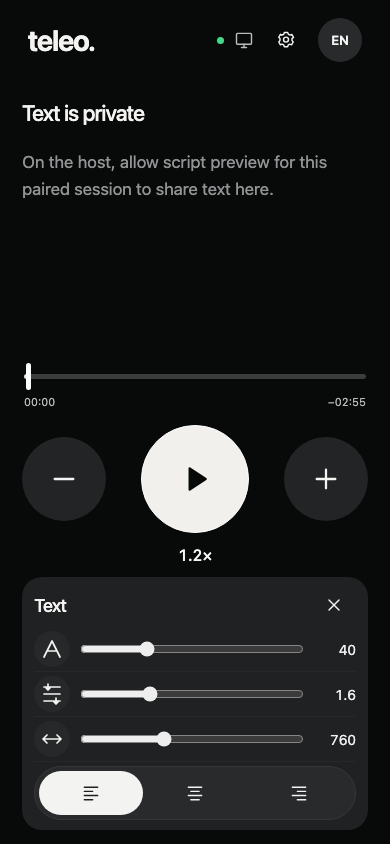 teleo.
EN
Text is private
On the host, allow script preview for this
paired session to share text here.
00:00
−02:55
1.2×
Text
40
1.6
760